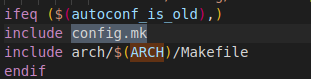 ifeq ($(autoconf_is_old),)
include config.mk
include arch/$(ARCH)/Makefile
endif